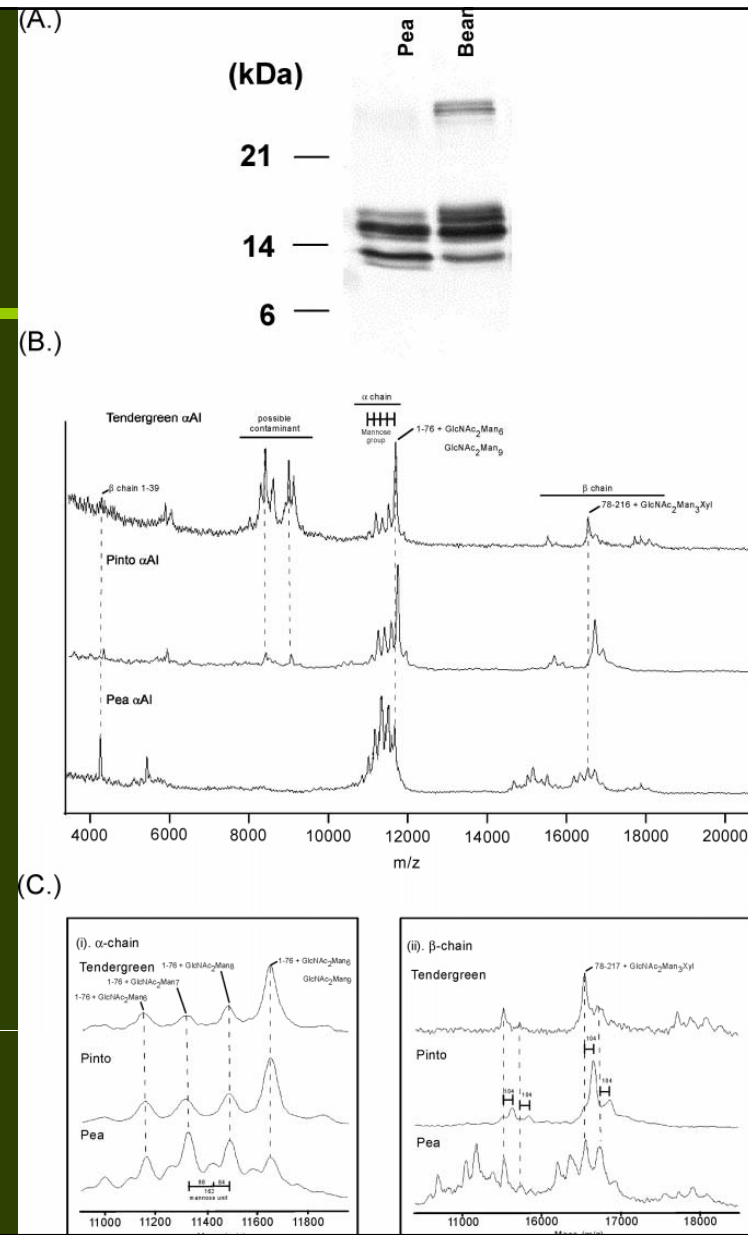 (A.)
Pea
Bean
(kDa)
21
14
6
(B.)
Tendergreen αAI
possible
contaminant
α chain
Mannose
group
1-76 + GlcNAc2Man6
GlcNAc2Man9
β chain
β chain 1-39
78-216 + GlcNAc2Man3Xyl
Pinto αAI
Pea αAI
4000 6000 8000 10000 12000 14000 16000 18000 20000
m/z
(C.)
(i). α-chain
Tendergreen
1-76 + GlcNAc2Man6
1-76 + GlcNAc2Man7
1-76 + GlcNAc2Man8
1-76 + GlcNAc2Man6
GlcNAc2Man9
Pinto
Pea
162
mannose unit
11000 11200 11400 11600 11800
(ii). β-chain
Tendergreen
78-217 + GlcNAc2Man3Xyl
Pinto
104
104
104
184
Pea
11000 16000 17000 18000